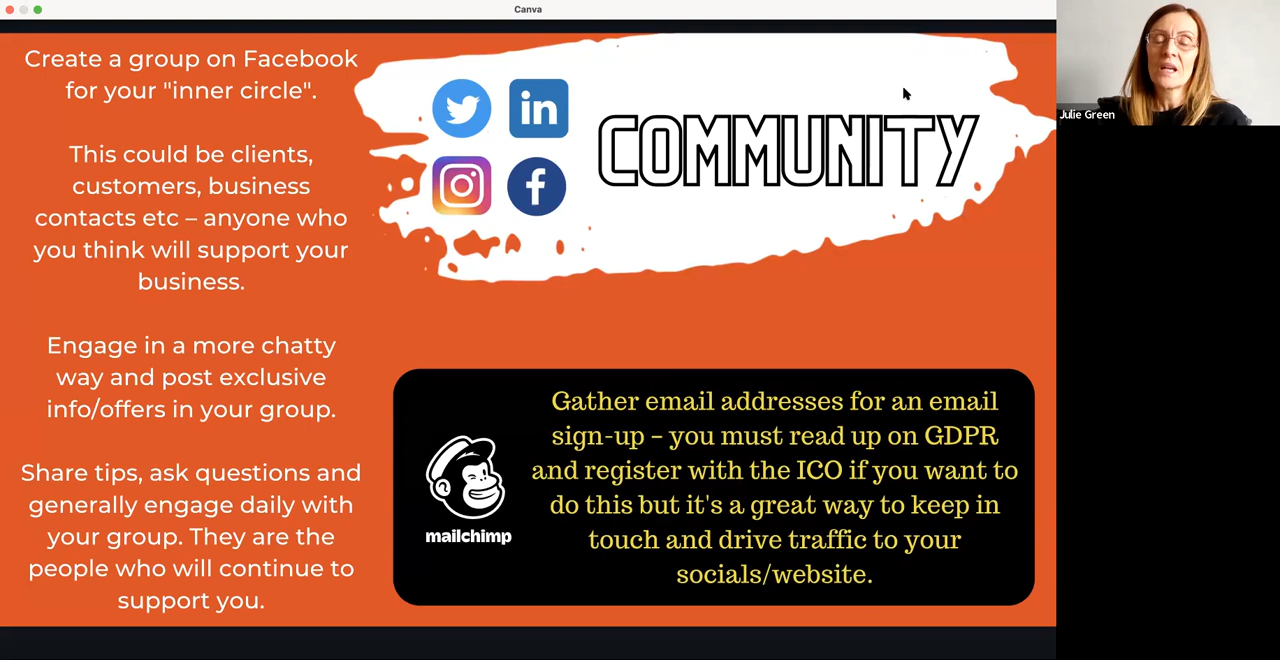 Canva
Create a group on Facebook
for your "inner circle".
This could be clients,
customers, business
contacts etc – anyone who
you think will support your
business.
Engage in a more chatty
way and post exclusive
info/offers in your group.
Share tips, ask questions and
generally engage daily with
your group. They are the
people who will continue to
support you.
in
f
COMMUNITY
mailchimp
Gather email addresses for an email
sign-up – you must read up on GDPR
and register with the ICO if you want to
do this but it's a great way to keep in
touch and drive traffic to your
socials/website.
Julie Green